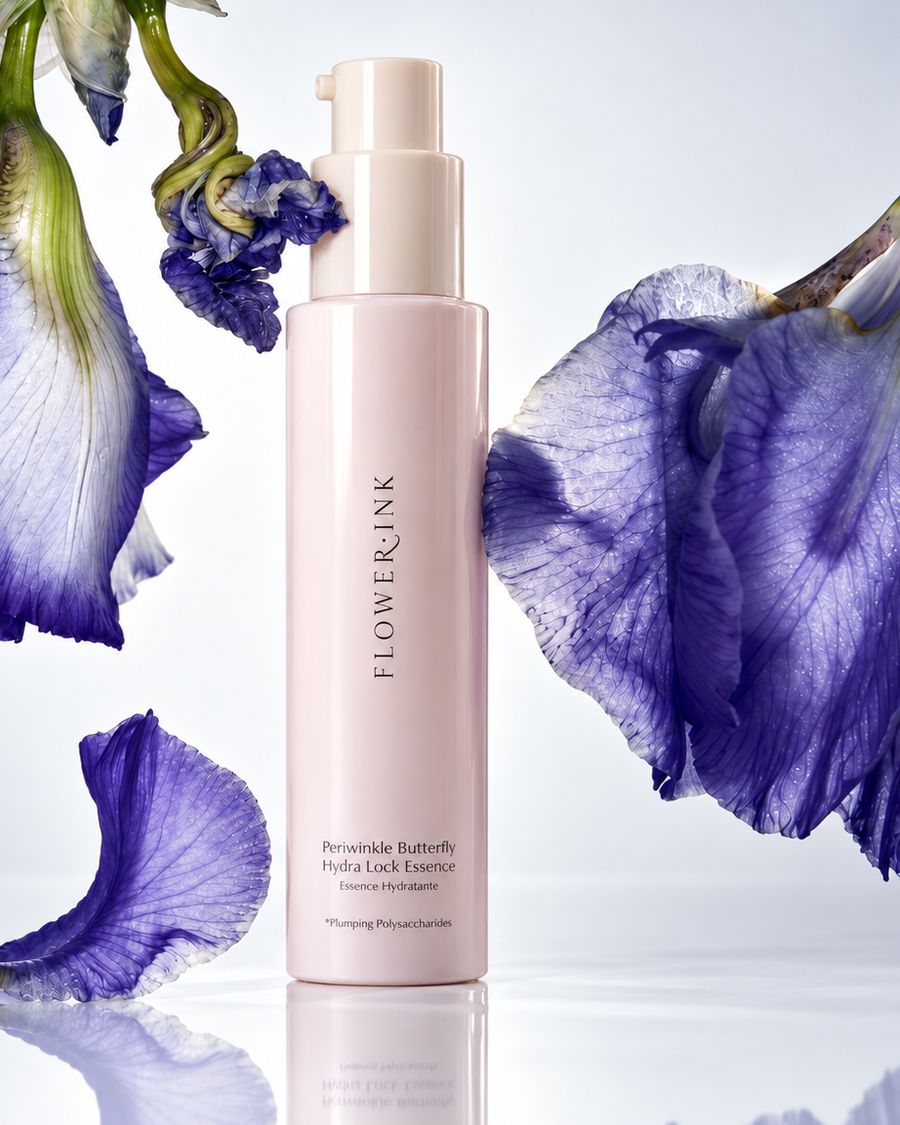 FLOWER·INK
Periwinkle Butterfly
Hydra Lock Essence
Essence Hydratante
*Plumping Polysaccharides